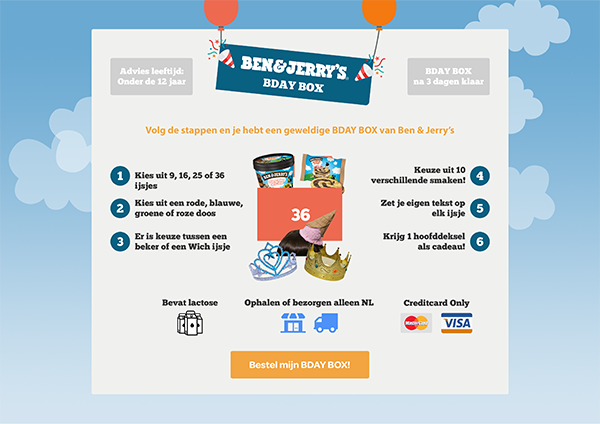 BEN&JERRY'S
BDAY BOX
Advies leeftijd:
Onder de 12 jaar
BDAY BOX
na 3 dagen klaar
Volg de stappen en je hebt een geweldige BDAY BOX van Ben & Jerry's
1 Kies uit 9, 16, 25 of 36
ijsjes
2 Kies uit een rode, blauwe,
groene of roze doos
3 Er is keuze tussen een
beker of een Wich ijsje
BEN&JERRY'S
36
Keuze uit 10
verschillende smaken! 4
Zet je eigen tekst op
elk ijsje 5
Krijg 1 hoofddeksel
als cadeau! 6
Bevat lactose
Ophalen of bezorgen alleen NL
Creditcard Only
MasterCard
VISA
Bestel mijn BDAY BOX!